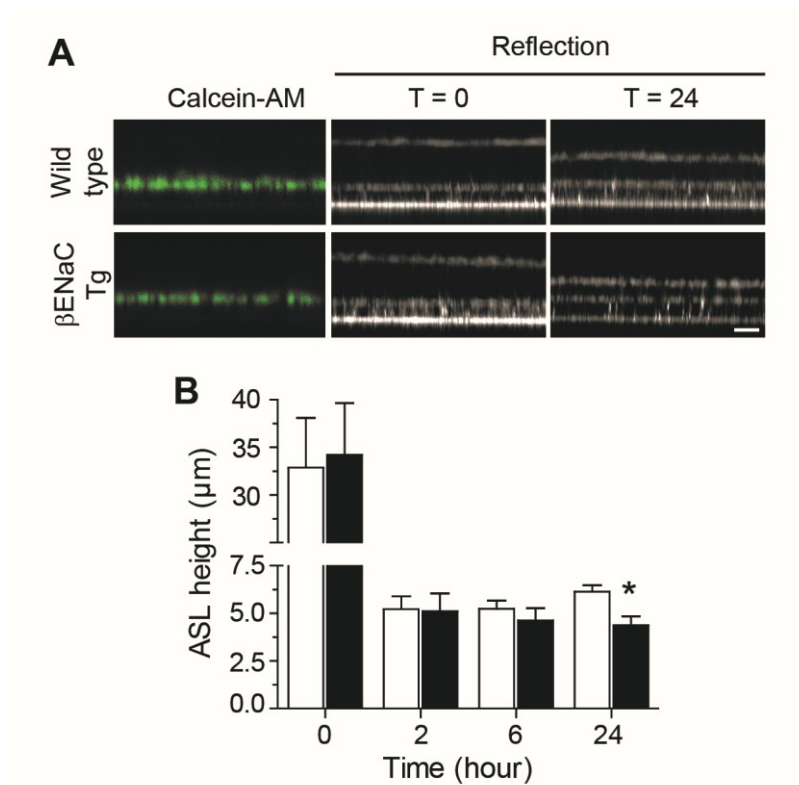 A
Reflection
Calcein-AM
T = 0
T = 24
Wild
type
βENaC
Tg
B
ASL height (μm)
40
35
30
7.5
5.0
2.5
0.0
*
0
2
6
24
Time (hour)